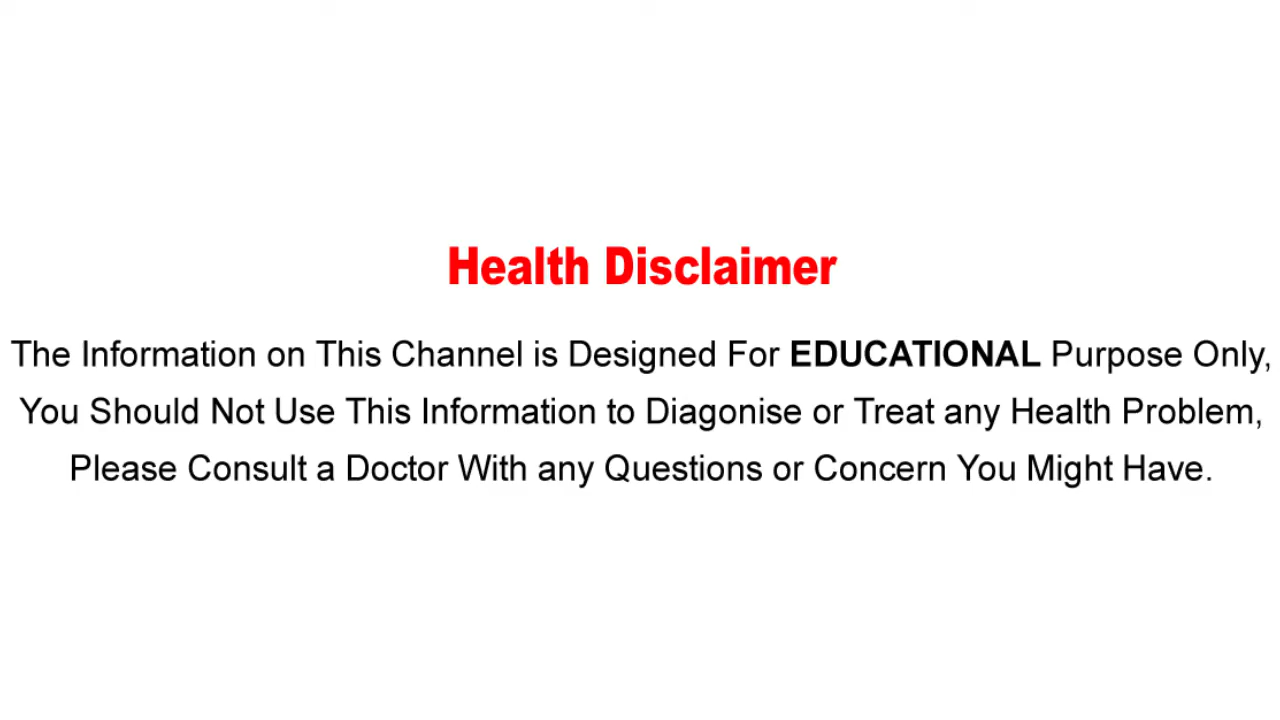 Health Disclaimer
The Information on This Channel is Designed For EDUCATIONAL Purpose Only,
You Should Not Use This Information to Diagonise or Treat any Health Problem,
Please Consult a Doctor With any Questions or Concern You Might Have.